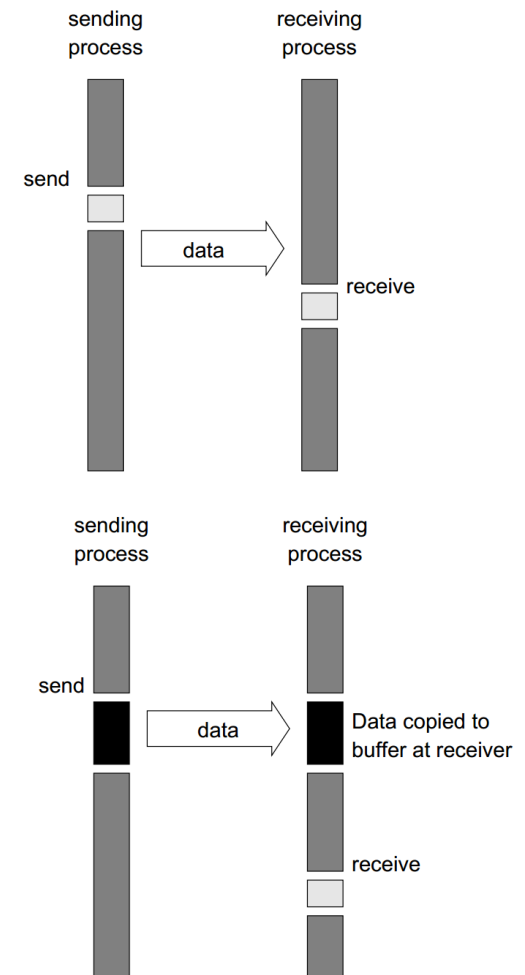 sending
process
receiving
process
send
data
receive
sending
process
receiving
process
send
data
Data copied to
buffer at receiver
receive